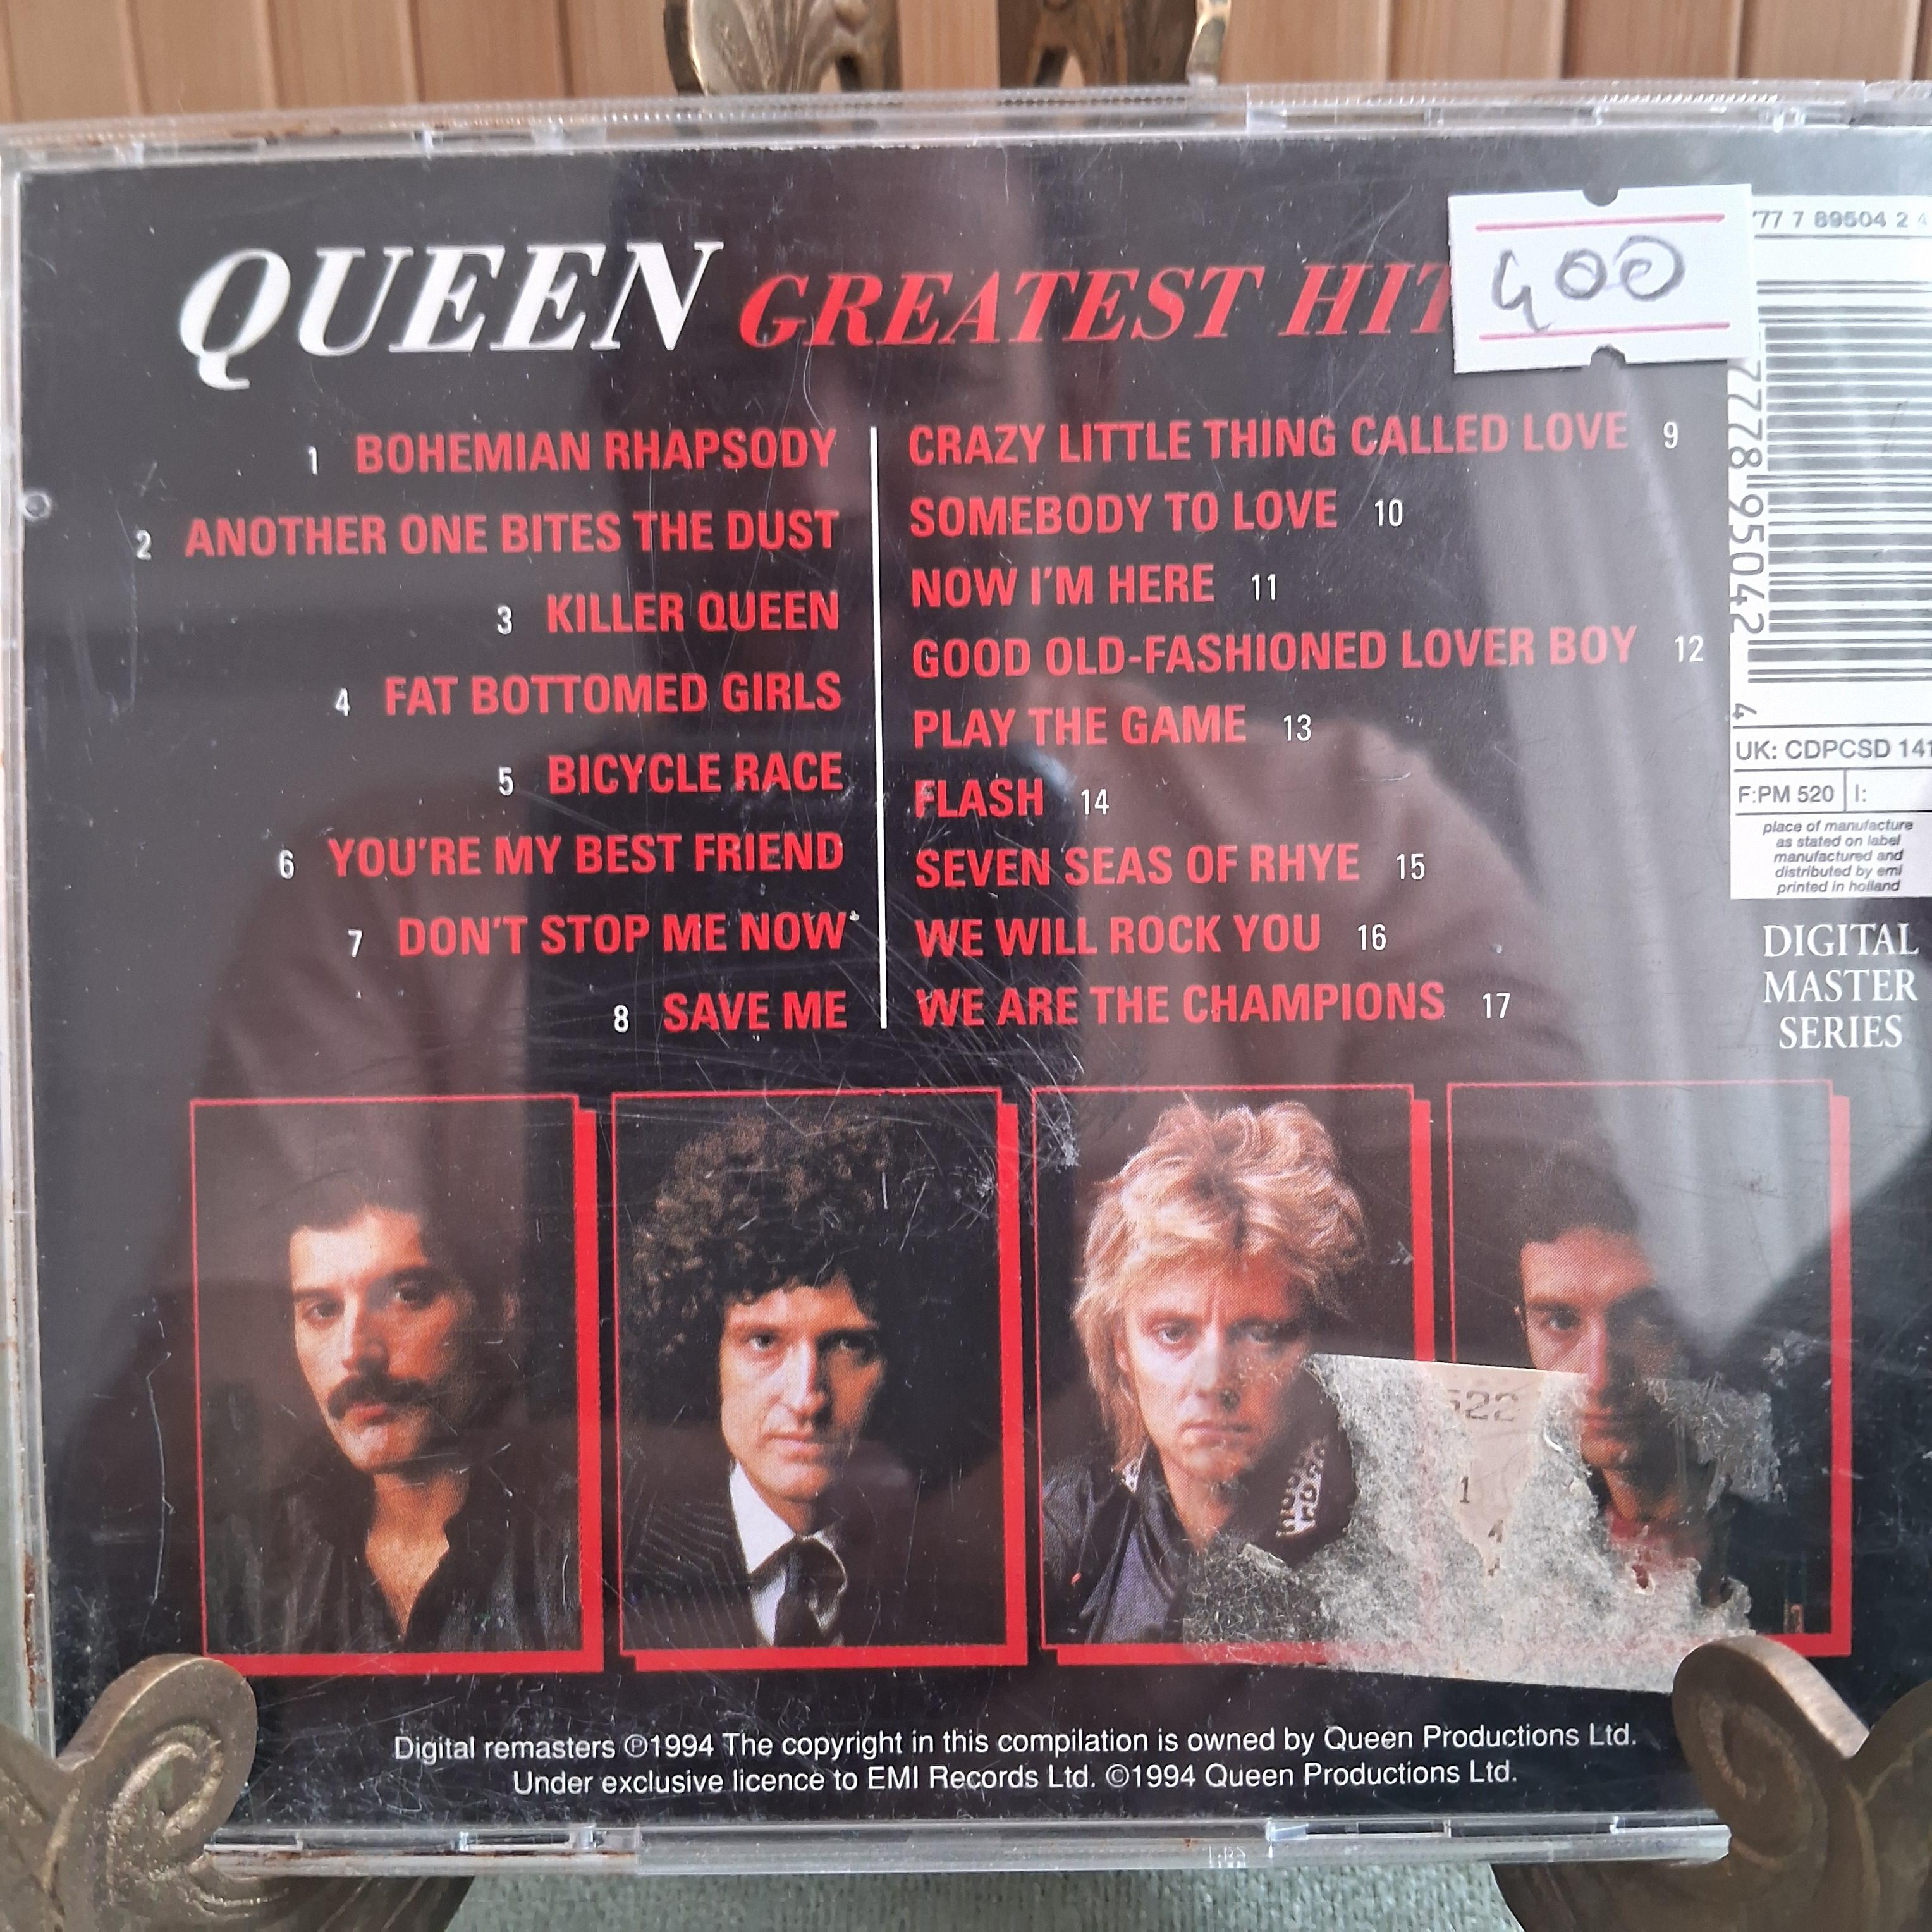 QUEEN GREATEST HIT
400
1 BOHEMIAN RHAPSODY
2 ANOTHER ONE BITES THE DUST
3 KILLER QUEEN
4 FAT BOTTOMED GIRLS
5 BICYCLE RACE
6 YOU'RE MY BEST FRIEND
7 DON'T STOP ME NOW
8 SAVE ME
CRAZY LITTLE THING CALLED LOVE 9
SOMEBODY TO LOVE 10
NOW I'M HERE 11
GOOD OLD-FASHIONED LOVER BOY 12
PLAY THE GAME 13
FLASH 14
SEVEN SEAS OF RHYE 15
WE WILL ROCK YOU 16
WE ARE THE CHAMPIONS 17
77 7 89504 2 4
778 95042 4
UK: CDPCSD 141
F:PM 520 I:
place of manufacture
as stated on label
manufactured and
distributed by emi
printed in holland
DIGITAL
MASTER
SERIES
522
1
4
Digital remasters ℗1994 The copyright in this compilation is owned by Queen Productions Ltd.
Under exclusive licence to EMI Records Ltd. ©1994 Queen Productions Ltd.